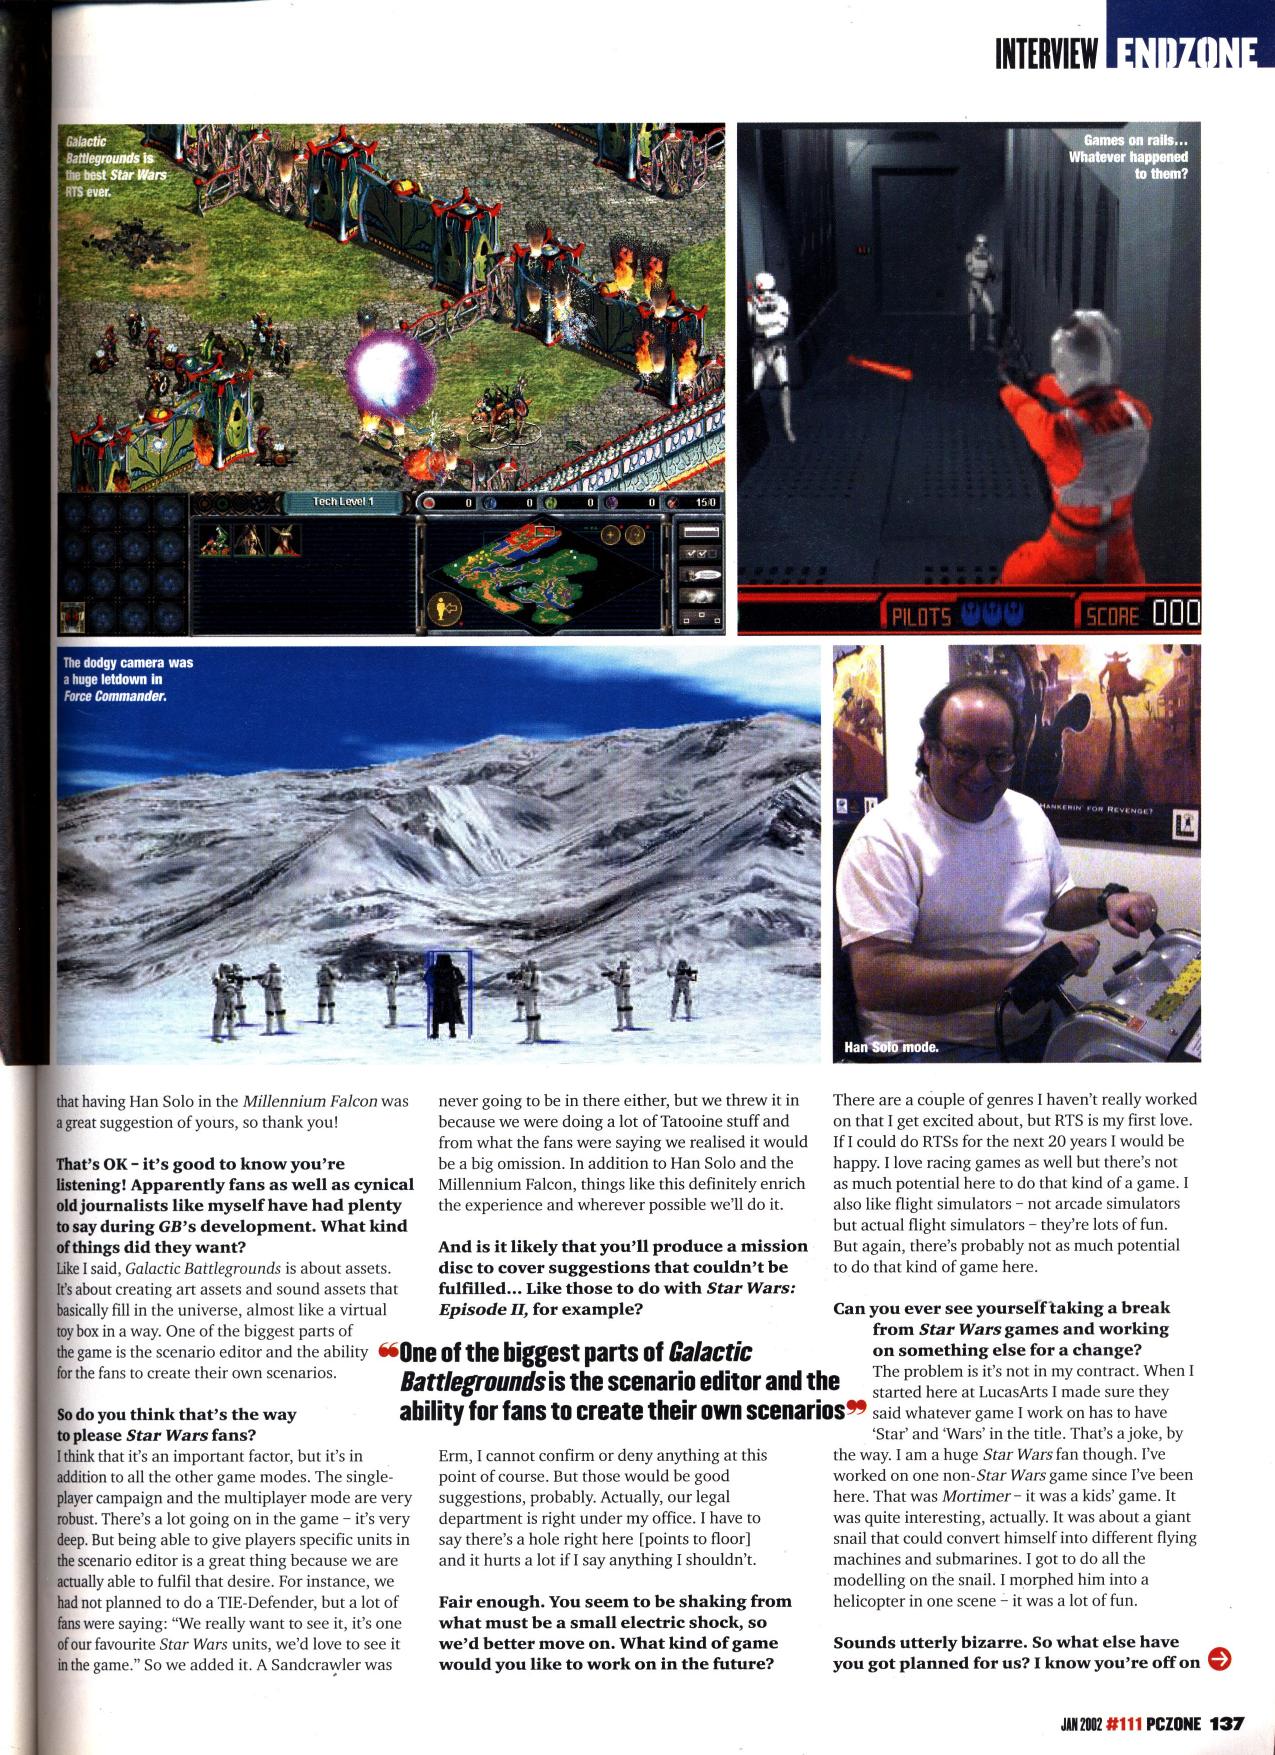 INTERVIEW ENDZONE
Galactic
Battlegrounds is
the best Star Wars
RTS ever.
Tech Level 1
0 0 0 0 15/0
Games on rails...
Whatever happened
to them?
PILOTS
SCORE 000
The dodgy camera was
a huge letdown in
Force Commander.
HANKERIN' FOR REVENGE?
Han Solo mode.
that having Han Solo in the Millennium Falcon was
a great suggestion of yours, so thank you!
That's OK – it's good to know you're
listening! Apparently fans as well as cynical
old journalists like myself have had plenty
to say during GB's development. What kind
of things did they want?
Like I said, Galactic Battlegrounds is about assets.
It's about creating art assets and sound assets that
basically fill in the universe, almost like a virtual
toy box in a way. One of the biggest parts of
the game is the scenario editor and the ability
for the fans to create their own scenarios.
So do you think that's the way
to please Star Wars fans?
I think that it's an important factor, but it's in
addition to all the other game modes. The single-
player campaign and the multiplayer mode are very
robust. There's a lot going on in the game – it's very
deep. But being able to give players specific units in
the scenario editor is a great thing because we are
actually able to fulfil that desire. For instance, we
had not planned to do a TIE-Defender, but a lot of
fans were saying: "We really want to see it, it's one
of our favourite Star Wars units, we'd love to see it
in the game." So we added it. A Sandcrawler was
never going to be in there either, but we threw it in
because we were doing a lot of Tatooine stuff and
from what the fans were saying we realised it would
be a big omission. In addition to Han Solo and the
Millennium Falcon, things like this definitely enrich
the experience and wherever possible we'll do it.
And is it likely that you'll produce a mission
disc to cover suggestions that couldn't be
fulfilled... Like those to do with Star Wars:
Episode II, for example?
“One of the biggest parts of Galactic
Battlegrounds is the scenario editor and the
ability for fans to create their own scenarios”
Erm, I cannot confirm or deny anything at this
point of course. But those would be good
suggestions, probably. Actually, our legal
department is right under my office. I have to
say there's a hole right here [points to floor]
and it hurts a lot if I say anything I shouldn't.
Fair enough. You seem to be shaking from
what must be a small electric shock, so
we'd better move on. What kind of game
would you like to work on in the future?
There are a couple of genres I haven't really worked
on that I get excited about, but RTS is my first love.
If I could do RTSs for the next 20 years I would be
happy. I love racing games as well but there's not
as much potential here to do that kind of a game. I
also like flight simulators – not arcade simulators
but actual flight simulators – they're lots of fun.
But again, there's probably not as much potential
to do that kind of game here.
Can you ever see yourself taking a break
from Star Wars games and working
on something else for a change?
The problem is it's not in my contract. When I
started here at LucasArts I made sure they
said whatever game I work on has to have
‘Star’ and ‘Wars’ in the title. That's a joke, by
the way. I am a huge Star Wars fan though. I've
worked on one non-Star Wars game since I've been
here. That was Mortimer – it was a kids' game. It
was quite interesting, actually. It was about a giant
snail that could convert himself into different flying
machines and submarines. I got to do all the
modelling on the snail. I morphed him into a
helicopter in one scene – it was a lot of fun.
Sounds utterly bizarre. So what else have
you got planned for us? I know you're off on
JAN 2002 #111 PCZONE 137